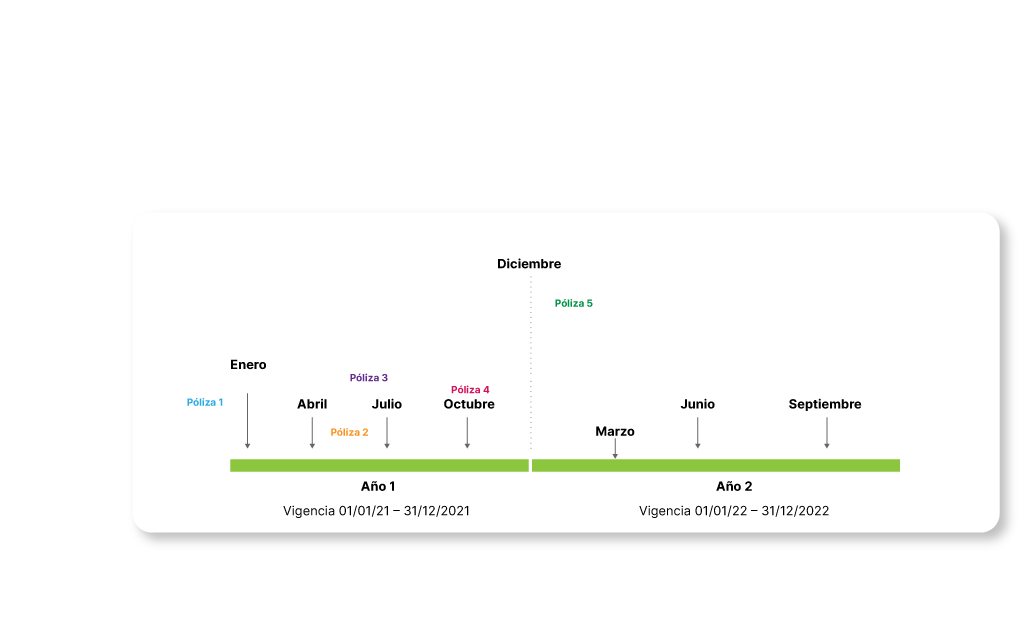 Diciembre
Póliza 5
Enero
Póliza 3
Póliza 4
Póliza 1
Abril
Julio
Octubre
Junio
Septiembre
Póliza 2
Marzo
Año 1
Año 2
Vigencia 01/01/21 – 31/12/2021
Vigencia 01/01/22 – 31/12/2022